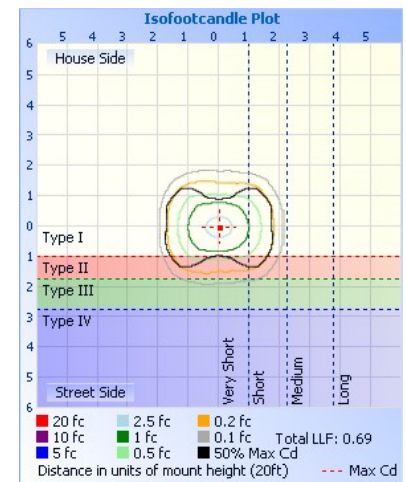 Isofootcandle Plot
5 4 3 2 1 0 1 2 3 4 5
6
House Side
5
4
3
2
1
0
Type I
1
Type II
2
Type III
3
Type IV
4
5
6
Very Short
Short
Medium
Long
Street Side
20 fc 2.5 fc 0.2 fc
10 fc 1 fc 0.1 fc Total LLF: 0.69
5 fc 0.5 fc 50% Max Cd
Distance in units of mount height (20ft) --- Max Cd